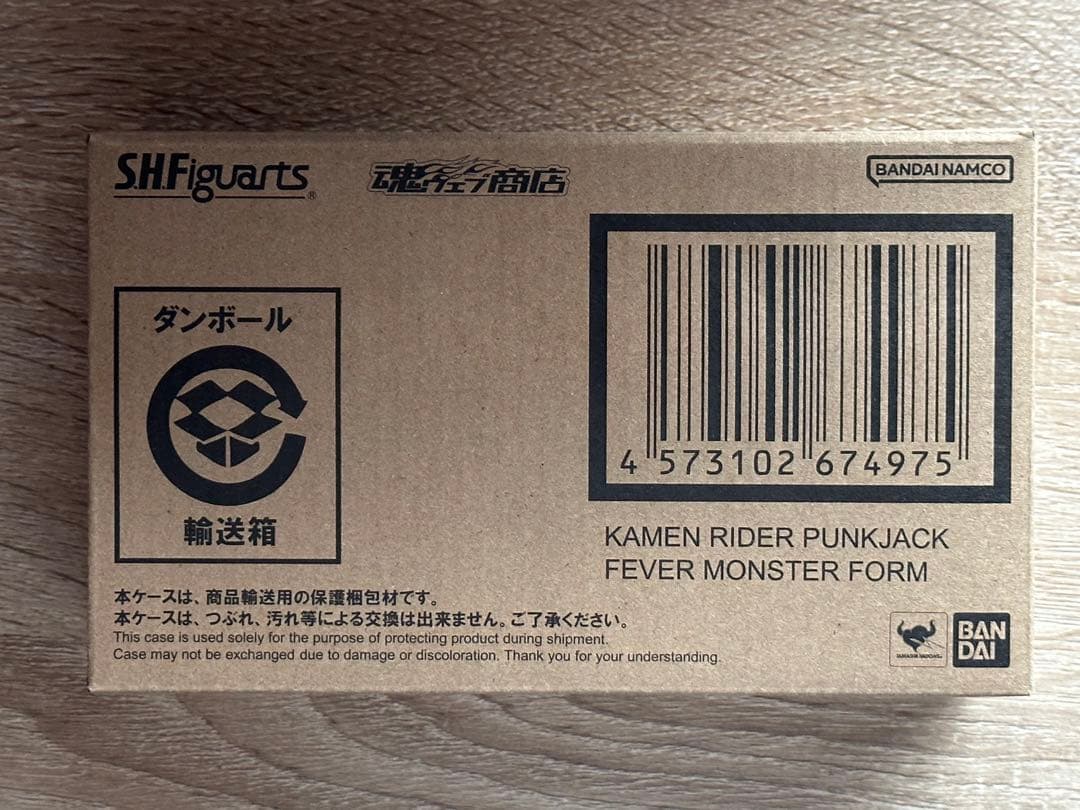 S.H.Figuarts®
魂ウェブ商店
BANDAI NAMCO
ダンボール
輸送箱
4 573102 674975
KAMEN RIDER PUNKJACK
FEVER MONSTER FORM
本ケースは、商品輸送用の保護梱包材です。
本ケースは、つぶれ、汚れ等による交換は出来ません。ご了承ください。
This case is used solely for the purpose of protecting product during shipment.
Case may not be exchanged due to damage or discoloration. Thank you for your understanding.
TAMASHII NATIONS
BAN
DAI